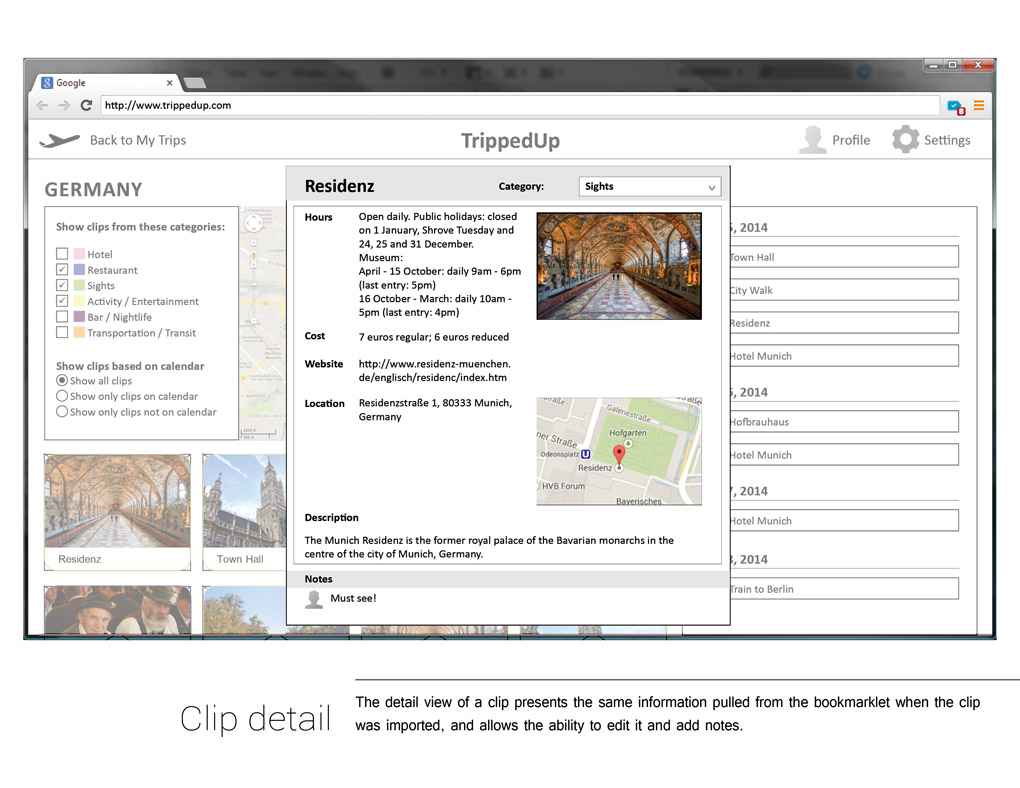 Google
http://www.trippedup.com
Back to My Trips
TrippedUp
Profile
Settings
GERMANY
Show clips from these categories:
Hotel
Restaurant
Sights
Activity / Entertainment
Bar / Nightlife
Transportation / Transit
Show clips based on calendar
Show all clips
Show only clips on calendar
Show only clips not on calendar
Residenz
Town Hall
Residenz
Category:
Sights
Hours
Open daily. Public holidays: closed
on 1 January, Shrove Tuesday and
24, 25 and 31 December.
Museum:
April - 15 October: daily 9am - 6pm
(last entry: 5pm)
16 October - March: daily 10am -
5pm (last entry: 4pm)
Cost
7 euros regular; 6 euros reduced
Website
http://www.residenz-muenchen.
de/englisch/residenc/index.htm
Location
Residenzstraße 1, 80333 Munich,
Germany
Galeriestraße
Hofgarten
ner Straße
Odeonsplatz
U
Residenz
HVB Forum
Bayerisches
Description
The Munich Residenz is the former royal palace of the Bavarian monarchs in the
centre of the city of Munich, Germany.
Notes
Must see!
, 2014
Town Hall
City Walk
Residenz
Hotel Munich
, 2014
Hofbrauhaus
Hotel Munich
, 2014
Hotel Munich
, 2014
Train to Berlin
Clip detail
The detail view of a clip presents the same information pulled from the bookmarklet when the clip
was imported, and allows the ability to edit it and add notes.